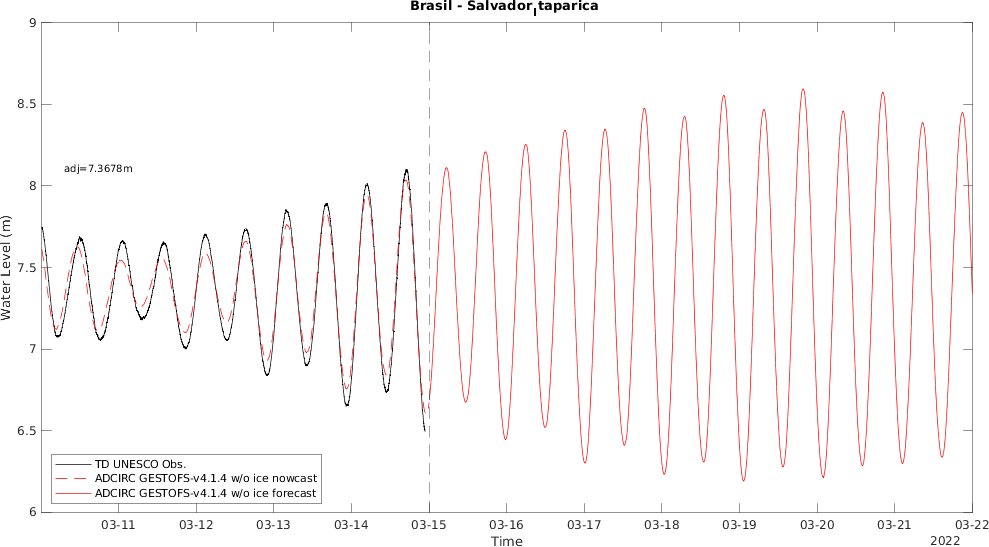 Brasil - SalvadorItaparica
9
8.5
adj=7.3678m
8
7.5
7
6.5
6
Water Level (m)
TD UNESCO Obs.
ADCIRC GESTOFS-v4.1.4 w/o ice nowcast
ADCIRC GESTOFS-v4.1.4 w/o ice forecast
03-11 03-12 03-13 03-14 03-15 03-16 03-17 03-18 03-19 03-20 03-21 03-22
Time
2022